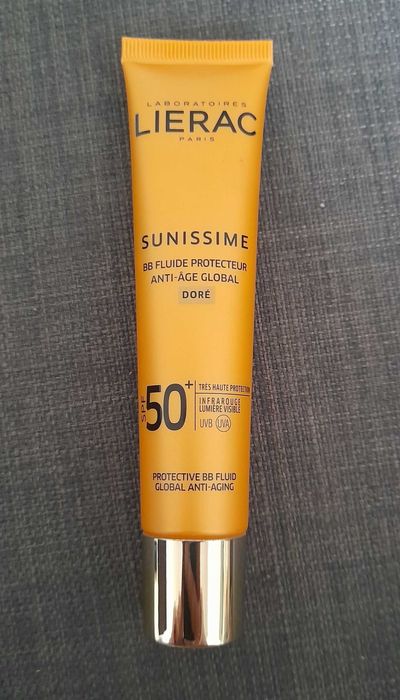 LABORATOIRES
LIERAC
PARIS
SUNISSIME
BB FLUIDE PROTECTEUR
ANTI-ÂGE GLOBAL
DORÉ
SPF 50+
TRÈS HAUTE PROTECTION
INFRAROUGE
LUMIÈRE VISIBLE
UVB UVA
PROTECTIVE BB FLUID
GLOBAL ANTI-AGING